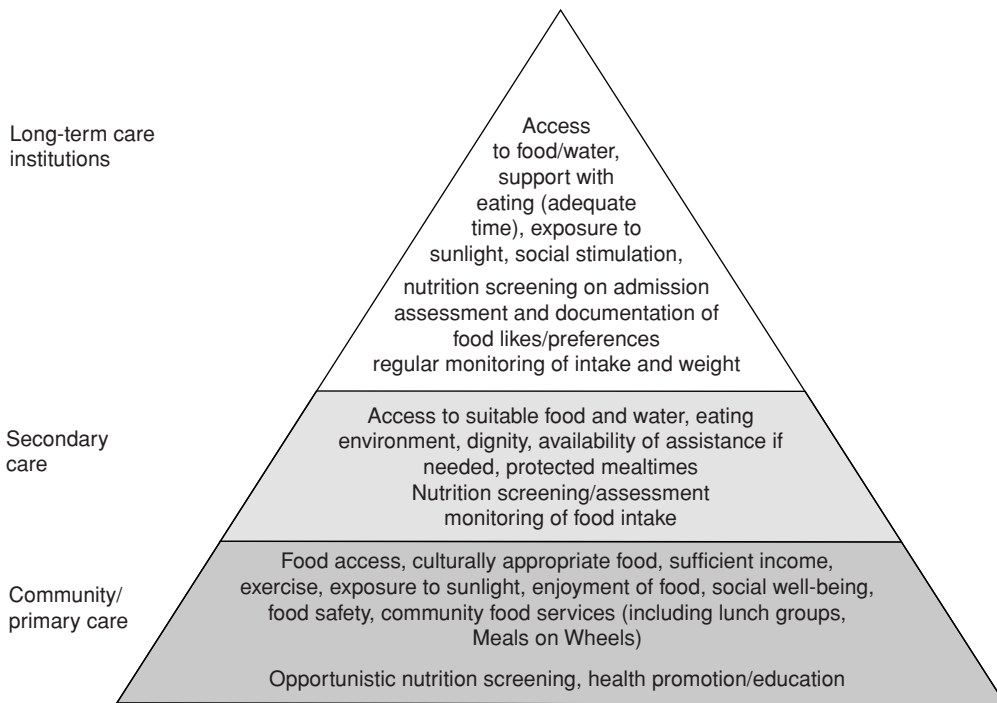 Long-term care
institutions
Access
to food/water,
support with
eating (adequate
time), exposure to
sunlight, social stimulation,
nutrition screening on admission
assessment and documentation of
food likes/preferences
regular monitoring of intake and weight
Secondary
care
Access to suitable food and water, eating
environment, dignity, availability of assistance if
needed, protected mealtimes
Nutrition screening/assessment
monitoring of food intake
Community/
primary care
Food access, culturally appropriate food, sufficient income,
exercise, exposure to sunlight, enjoyment of food, social well-being,
food safety, community food services (including lunch groups,
Meals on Wheels)
Opportunistic nutrition screening, health promotion/education